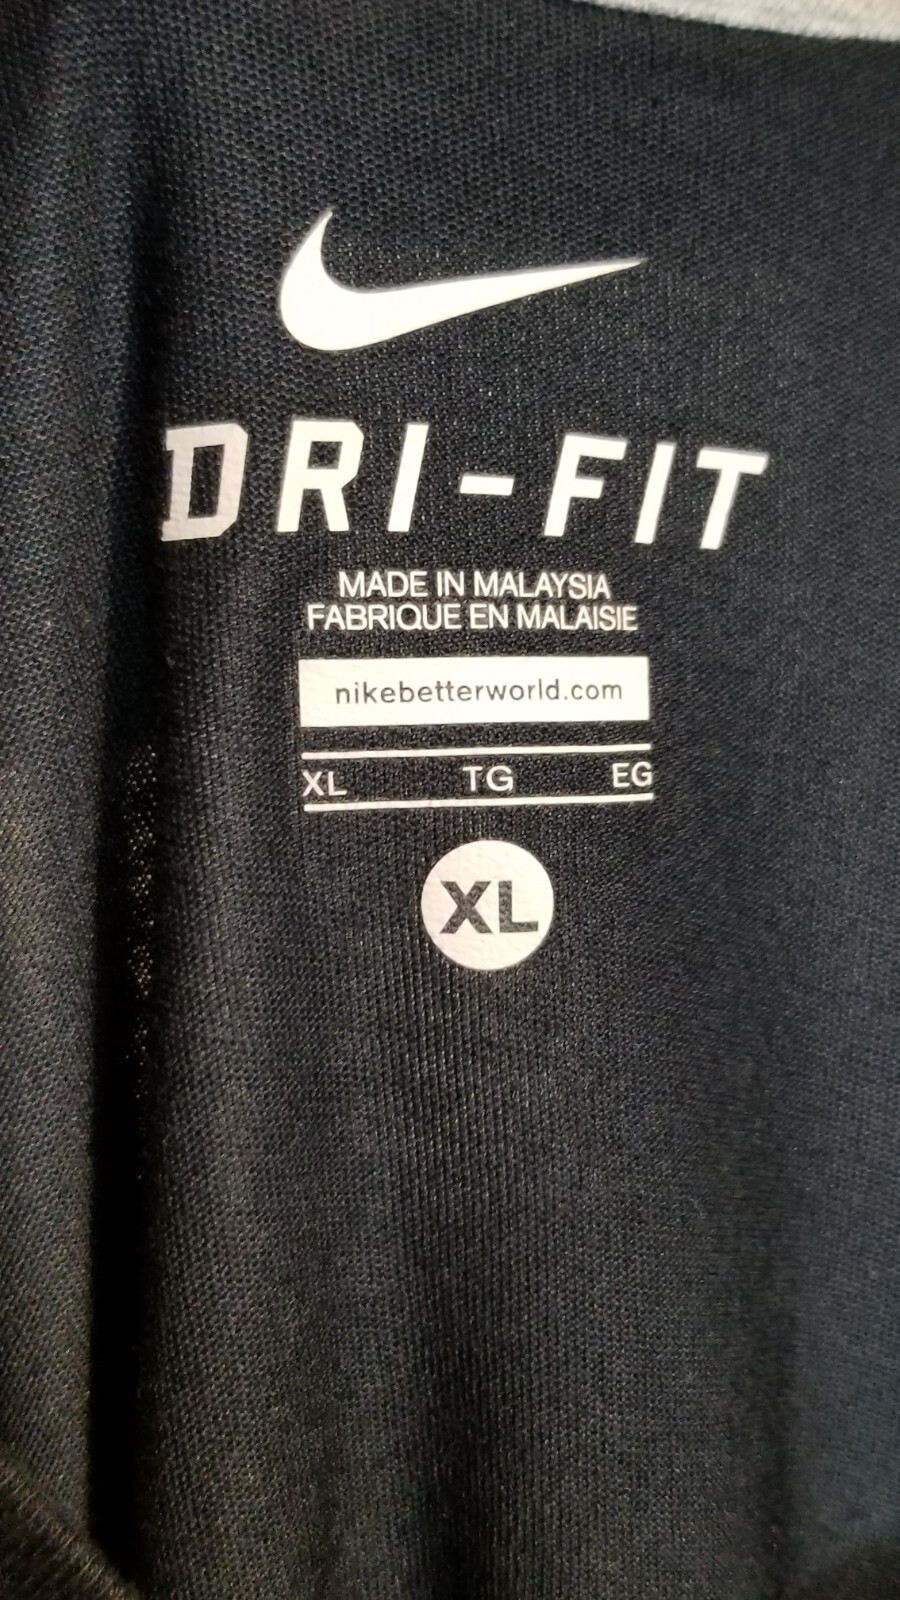 DRI-FIT
MADE IN MALAYSIA
FABRIQUE EN MALAISIE
nikebetterworld.com
XL TG EG
XL